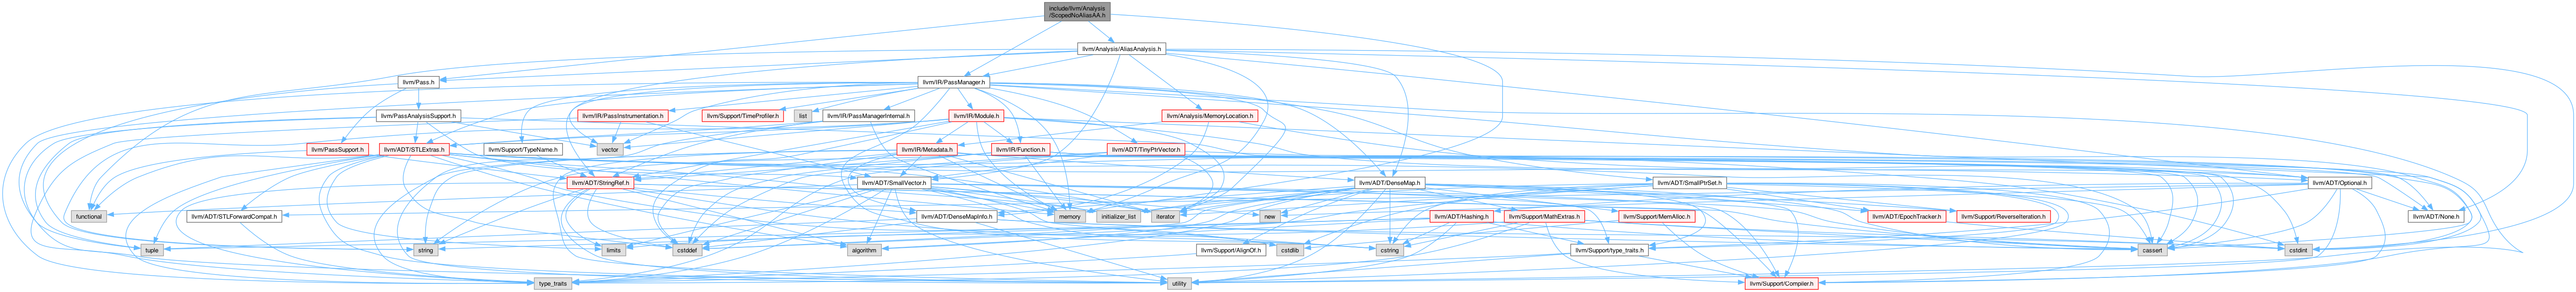 include/llvm/Analysis
/ScopedNoAliasAA.h
llvm/Analysis/AliasAnalysis.h
llvm/Pass.h
llvm/IR/PassManager.h
llvm/PassAnalysisSupport.h
llvm/IR/PassInstrumentation.h
llvm/Support/TimeProfiler.h
list
llvm/IR/PassManagerInternal.h
llvm/IR/Module.h
llvm/Analysis/MemoryLocation.h
llvm/PassSupport.h
llvm/ADT/STLExtras.h
llvm/Support/TypeName.h
vector
llvm/IR/Metadata.h
llvm/IR/Function.h
llvm/ADT/TinyPtrVector.h
llvm/ADT/StringRef.h
llvm/ADT/SmallVector.h
llvm/ADT/DenseMap.h
llvm/ADT/SmallPtrSet.h
llvm/ADT/Optional.h
functional
llvm/ADT/STLForwardCompat.h
llvm/ADT/DenseMapInfo.h
memory
initializer_list
iterator
new
llvm/ADT/Hashing.h
llvm/Support/MathExtras.h
llvm/Support/MemAlloc.h
llvm/ADT/EpochTracker.h
llvm/Support/ReverseIteration.h
llvm/ADT/None.h
tuple
string
limits
cstddef
algorithm
llvm/Support/AlignOf.h
cstdlib
cstring
llvm/Support/type_traits.h
cassert
cstdint
type_traits
utility
llvm/Support/Compiler.h